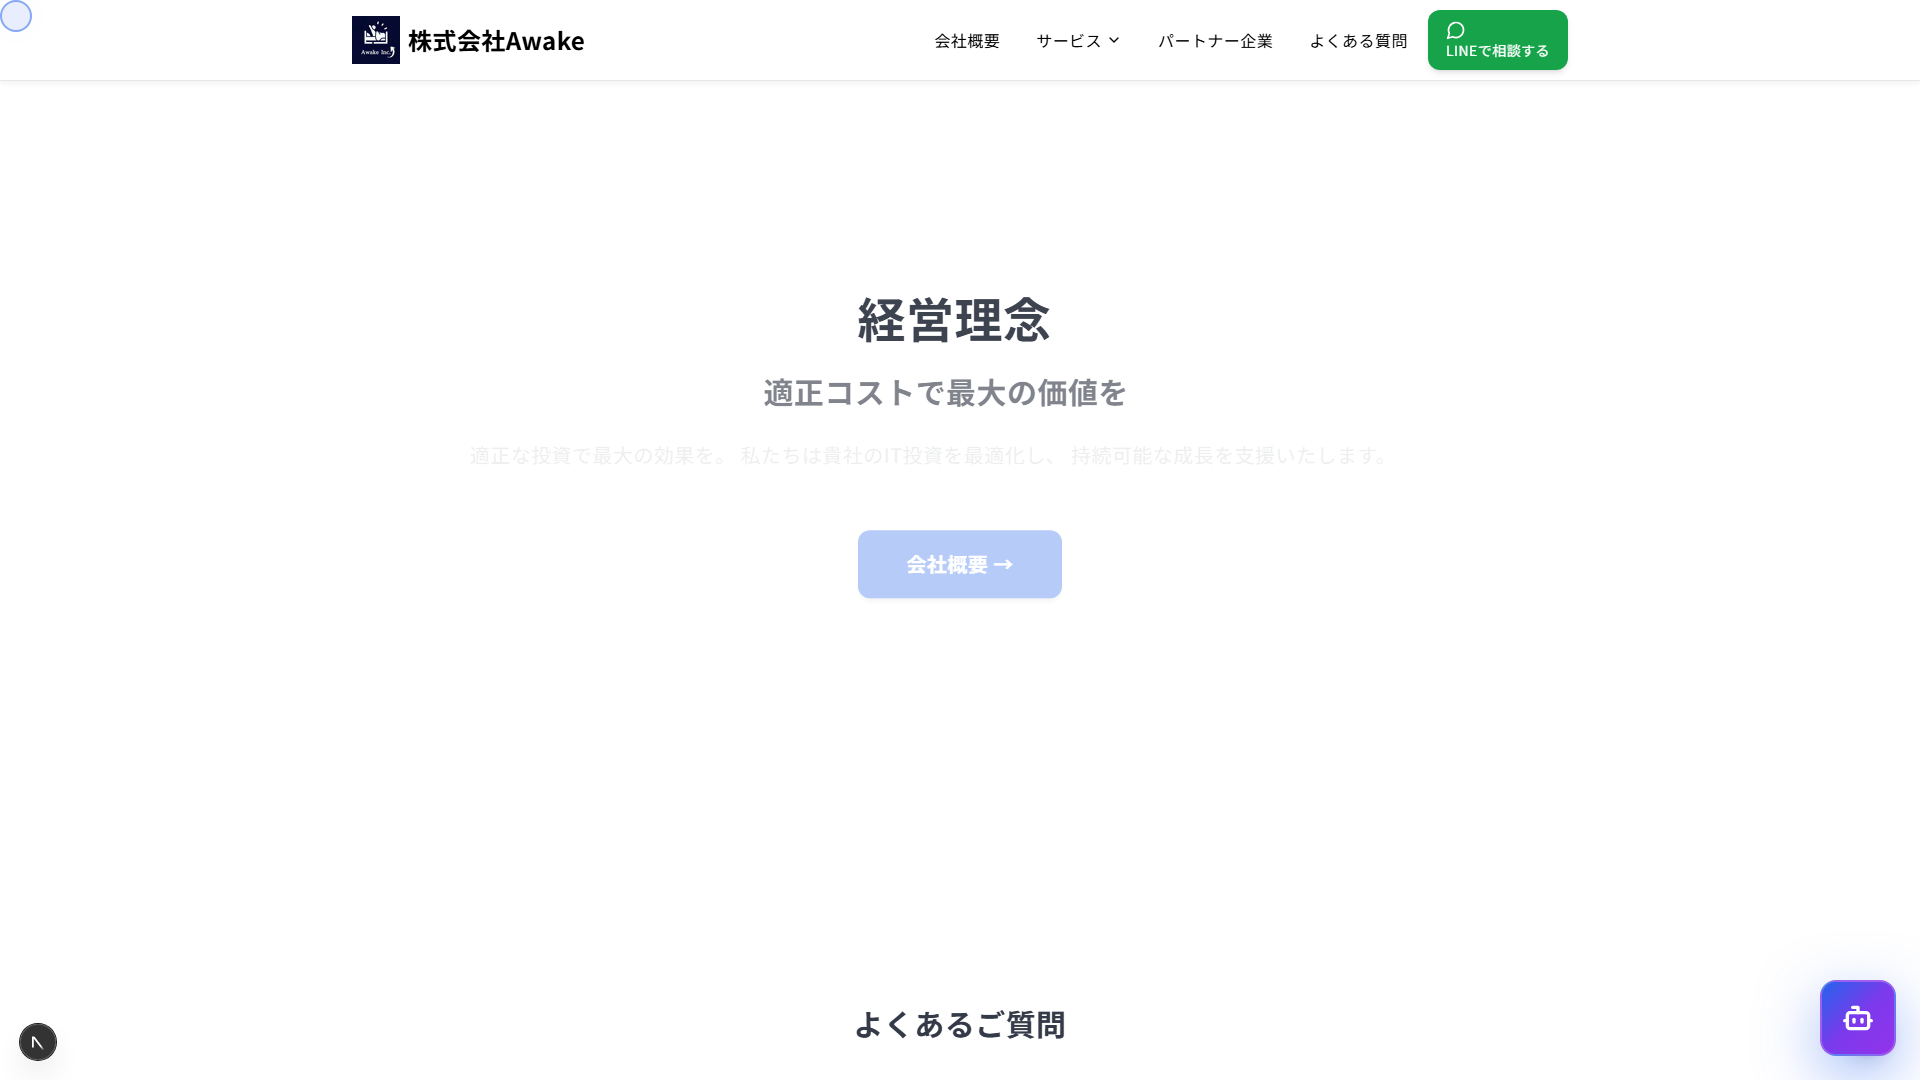 Awake Inc.
株式会社Awake
会社概要
サービス
パートナー企業
よくある質問
LINEで相談する
経営理念
適正コストで最大の価値を
適正な投資で最大の効果を。 私たちは貴社のIT投資を最適化し、 持続可能な成長を支援いたします。
会社概要 →
よくあるご質問
N